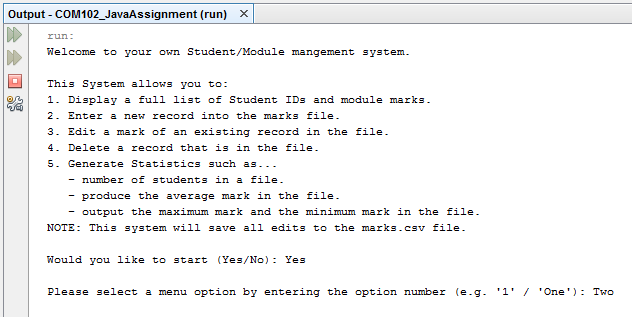 Output - COM102_JavaAssignment (run) ×
run:
Welcome to your own Student/Module mangement system.
This System allows you to:
1. Display a full list of Student IDs and module marks.
2. Enter a new record into the marks file.
3. Edit a mark of an existing record in the file.
4. Delete a record that is in the file.
5. Generate Statistics such as...
- number of students in a file.
- produce the average mark in the file.
- output the maximum mark and the minimum mark in the file.
NOTE: This system will save all edits to the marks.csv file.
Would you like to start (Yes/No): Yes
Please select a menu option by entering the option number (e.g. '1' / 'One'): Two